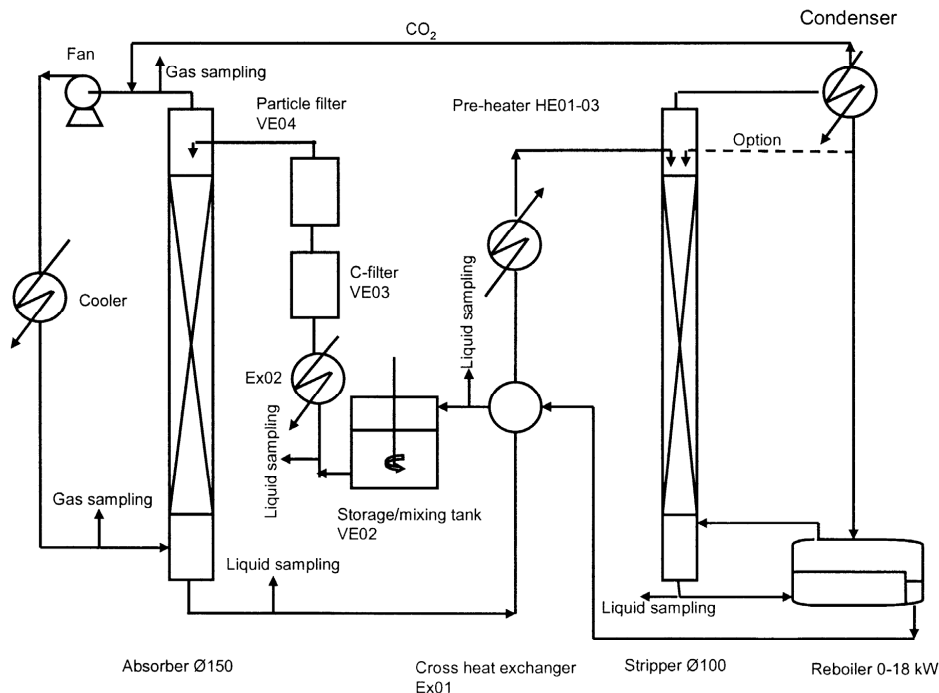 Condenser
CO2
Fan
Gas sampling
Particle filter
VE04
Pre-heater HE01-03
Option
C-filter
VE03
Cooler
Liquid sampling
Ex02
Liquid sampling
Gas sampling
Storage/mixing tank
VE02
Liquid sampling
Liquid sampling
Absorber Ø150
Cross heat exchanger
Ex01
Stripper Ø100
Reboiler 0-18 kW